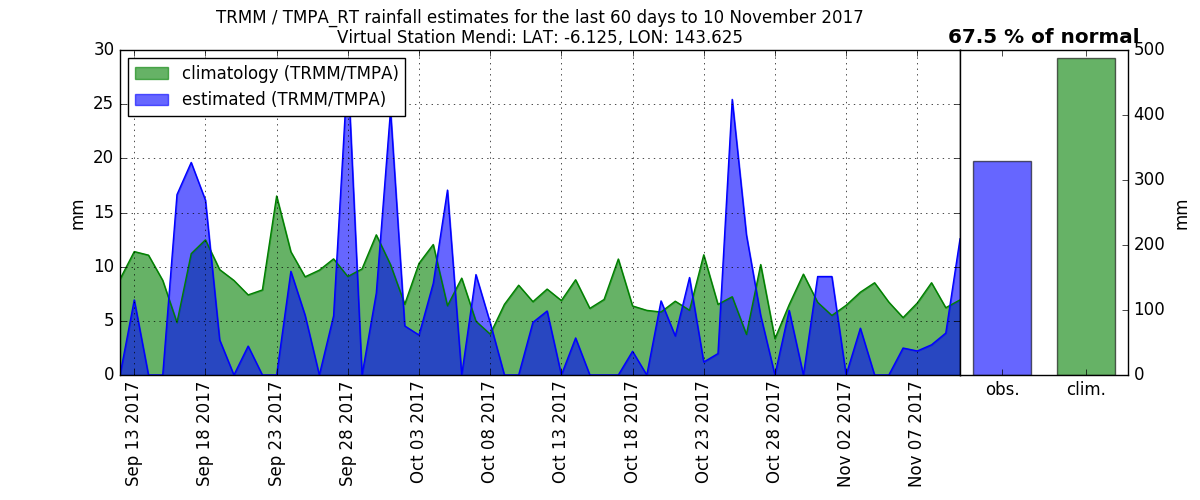 TRMM / TMPA_RT rainfall estimates for the last 60 days to 10 November 2017
Virtual Station Mendi: LAT: -6.125, LON: 143.625
67.5 % of normal
climatology (TRMM/TMPA)
estimated (TRMM/TMPA)
30
25
20
15
10
5
0
mm
500
400
300
200
100
0
mm
Sep 13 2017
Sep 18 2017
Sep 23 2017
Sep 28 2017
Oct 03 2017
Oct 08 2017
Oct 13 2017
Oct 18 2017
Oct 23 2017
Oct 28 2017
Nov 02 2017
Nov 07 2017
obs.
clim.